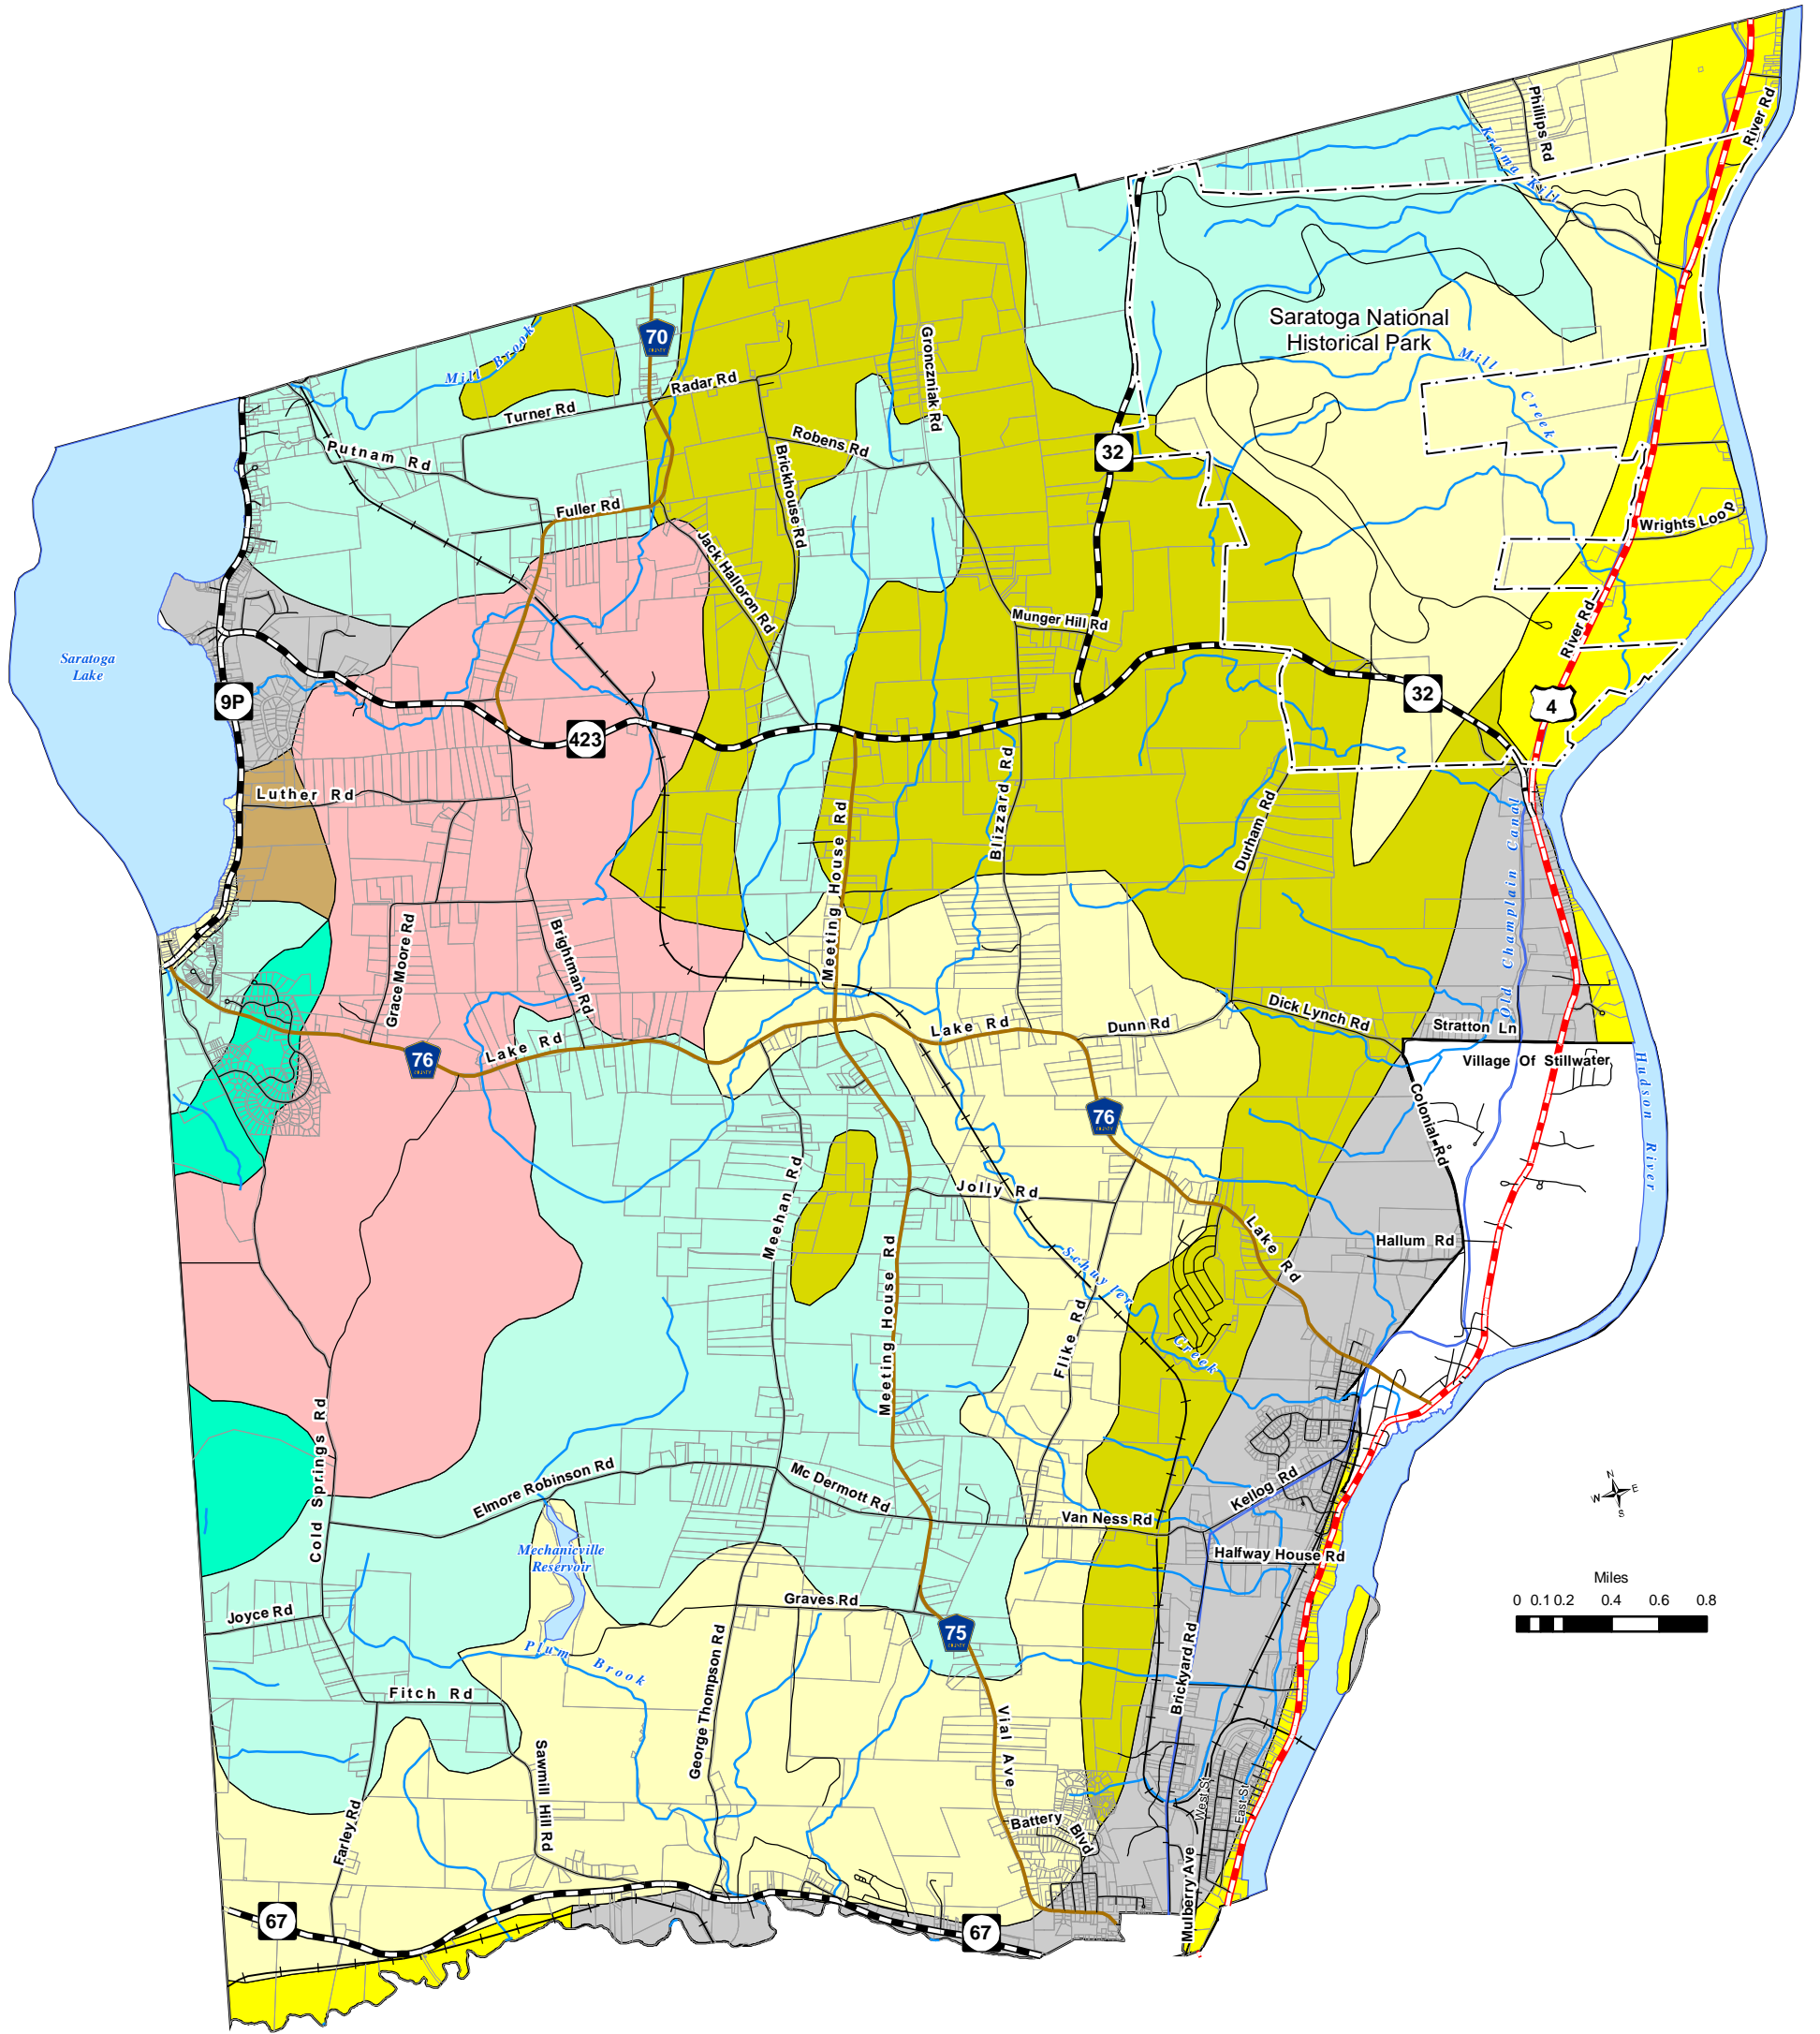 Phillips Rd
River Rd
Kroma Kill
Saratoga National
Historical Park
70
COUNTY
Mill Brook
Gronczniak Rd
Radar Rd
Turner Rd
Mill Creek
Robens Rd
32
Putnam Rd
Brickhouse Rd
Fuller Rd
Wrights Loop
Jack Halloron Rd
Munger Hill Rd
River Rd
Saratoga
Lake
9P
32
4
423
Luther Rd
Blizzard Rd
Meeting House Rd
Durham Rd
Old Champlain Canal
Grace Moore Rd
Brightman Rd
Dick Lynch Rd
Stratton Ln
Lake Rd
Dunn Rd
Lake Rd
76
COUNTY
Village Of Stillwater
Hudson River
Colonial Rd
76
COUNTY
Meehan Rd
Jolly Rd
Lake Rd
Hallum Rd
Schuyler Creek
Meeting House Rd
Flike Rd
Cold Springs Rd
Elmore Robinson Rd
Mc Dermott Rd
Kellog Rd
N
W E
S
Van Ness Rd
Mechanicville
Reservoir
Halfway House Rd
Miles
0 0.1 0.2 0.4 0.6 0.8
Joyce Rd
Graves Rd
75
COUNTY
Plum Brook
George Thompson Rd
Brickyard Rd
Fitch Rd
Vial Ave
Sawmill Hill Rd
West St
East St
Farley Rd
Battery Blvd
Mulberry Ave
67
67